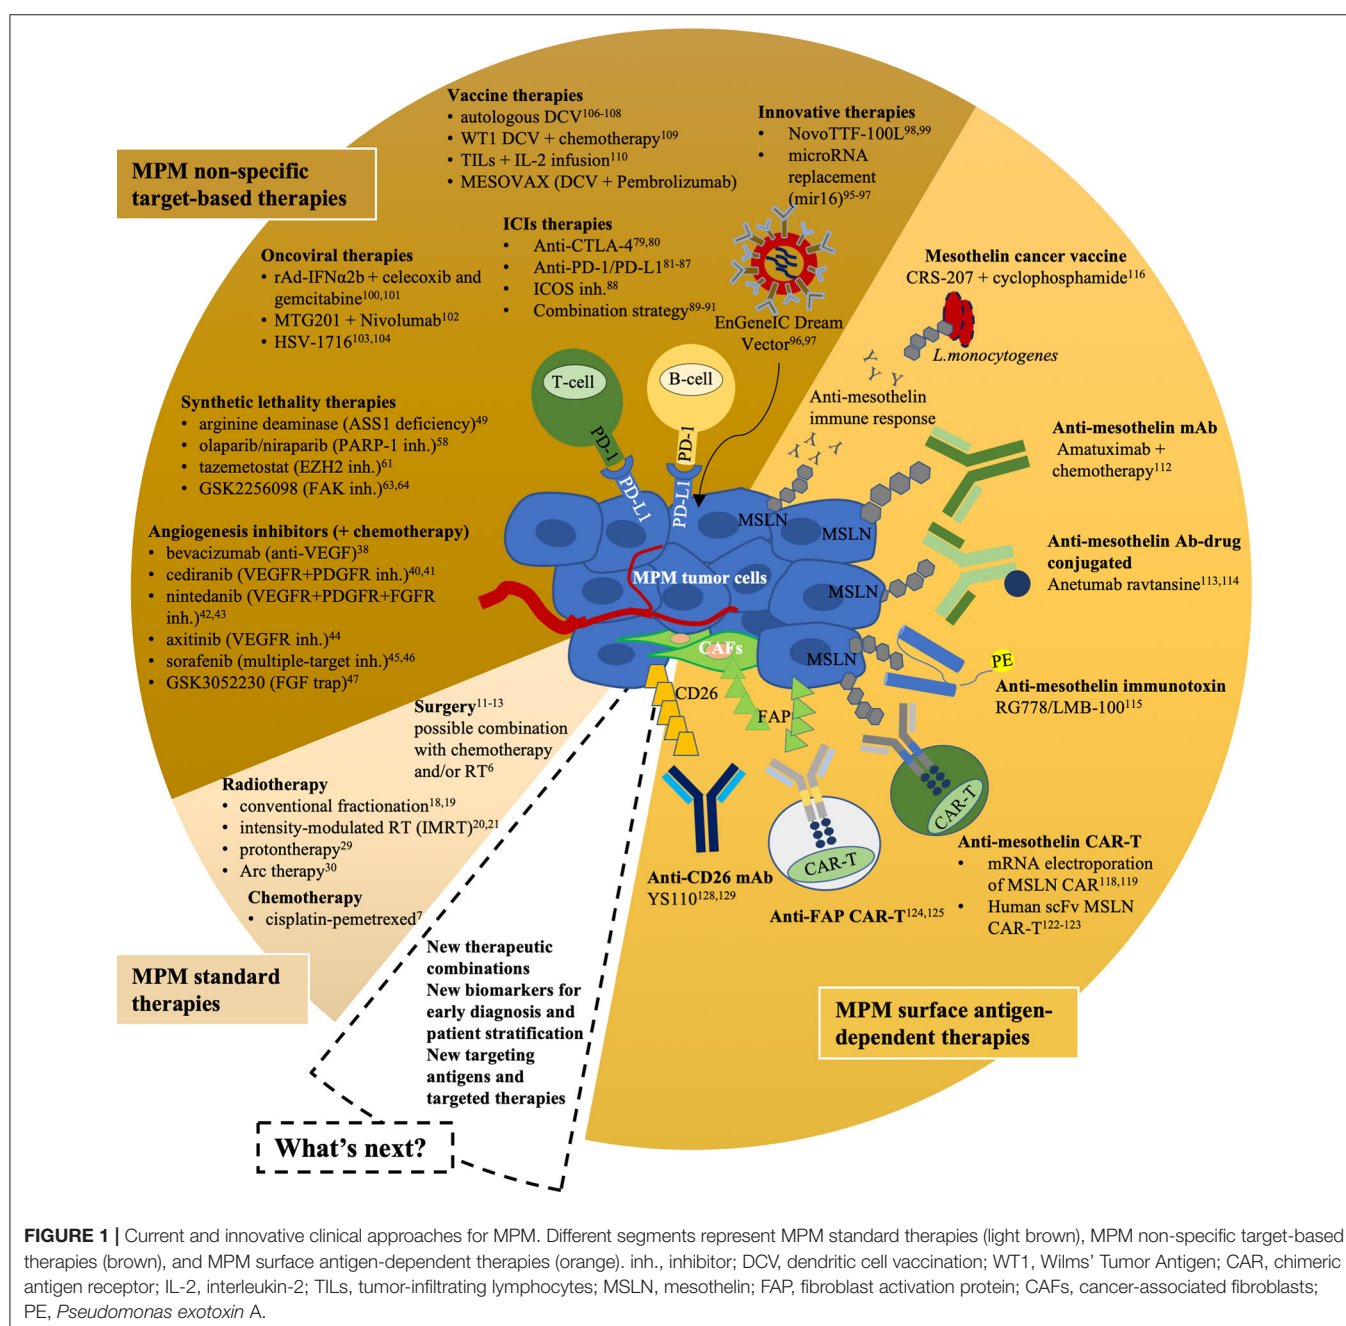 Vaccine therapies
• autologous DCV106-108
• WT1 DCV + chemotherapy109
• TILs + IL-2 infusion110
• MESOVAX (DCV + Pembrolizumab)
Innovative therapies
• NovoTTF-100L98,99
• microRNA
replacement
(mir16)95-97
MPM non-specific
target-based therapies
ICIs therapies
• Anti-CTLA-479,80
• Anti-PD-1/PD-L181-87
• ICOS inh.88
• Combination strategy89-91
EnGeneIC Dream
Vector96,97
Oncoviral therapies
• rAd-IFNα2b + celecoxib and
gemcitabine100,101
• MTG201 + Nivolumab102
• HSV-1716103,104
Mesothelin cancer vaccine
CRS-207 + cyclophosphamide116
L.monocytogenes
Anti-mesothelin
immune response
T-cell
B-cell
PD-1
PD-1
PD-L1
PD-L1
Synthetic lethality therapies
• arginine deaminase (ASS1 deficiency)49
• olaparib/niraparib (PARP-1 inh.)58
• tazemetostat (EZH2 inh.)61
• GSK2256098 (FAK inh.)63,64
Anti-mesothelin mAb
Amatuximab +
chemotherapy112
MSLN
MSLN
Angiogenesis inhibitors (+ chemotherapy)
• bevacizumab (anti-VEGF)38
• cediranib (VEGFR+PDGFR inh.)40,41
• nintedanib (VEGFR+PDGFR+FGFR
inh.)42,43
• axitinib (VEGFR inh.)44
• sorafenib (multiple-target inh.)45,46
• GSK3052230 (FGF trap)47
Anti-mesothelin Ab-drug
conjugated
Anetumab ravtansine113,114
MPM tumor cells
MSLN
CAFs
MSLN
PE
Anti-mesothelin immunotoxin
RG778/LMB-100115
CD26
FAP
Surgery11-13
possible combination
with chemotherapy
and/or RT6
Radiotherapy
• conventional fractionation18,19
• intensity-modulated RT (IMRT)20,21
• protontherapy29
• Arc therapy30
Chemotherapy
• cisplatin-pemetrexed7
CAR-T
CAR-T
Anti-CD26 mAb
YS110128,129
Anti-FAP CAR-T124,125
Anti-mesothelin CAR-T
• mRNA electroporation
of MSLN CAR118,119
• Human scFv MSLN
CAR-T122-123
MPM standard
therapies
New therapeutic
combinations
New biomarkers for
early diagnosis and
patient stratification
New targeting
antigens and
targeted therapies
MPM surface antigen-
dependent therapies
What's next?
FIGURE 1 | Current and innovative clinical approaches for MPM. Different segments represent MPM standard therapies (light brown), MPM non-specific target-based
therapies (brown), and MPM surface antigen-dependent therapies (orange). inh., inhibitor; DCV, dendritic cell vaccination; WT1, Wilms' Tumor Antigen; CAR, chimeric
antigen receptor; IL-2, interleukin-2; TILs, tumor-infiltrating lymphocytes; MSLN, mesothelin; FAP, fibroblast activation protein; CAFs, cancer-associated fibroblasts;
PE, Pseudomonas exotoxin A.